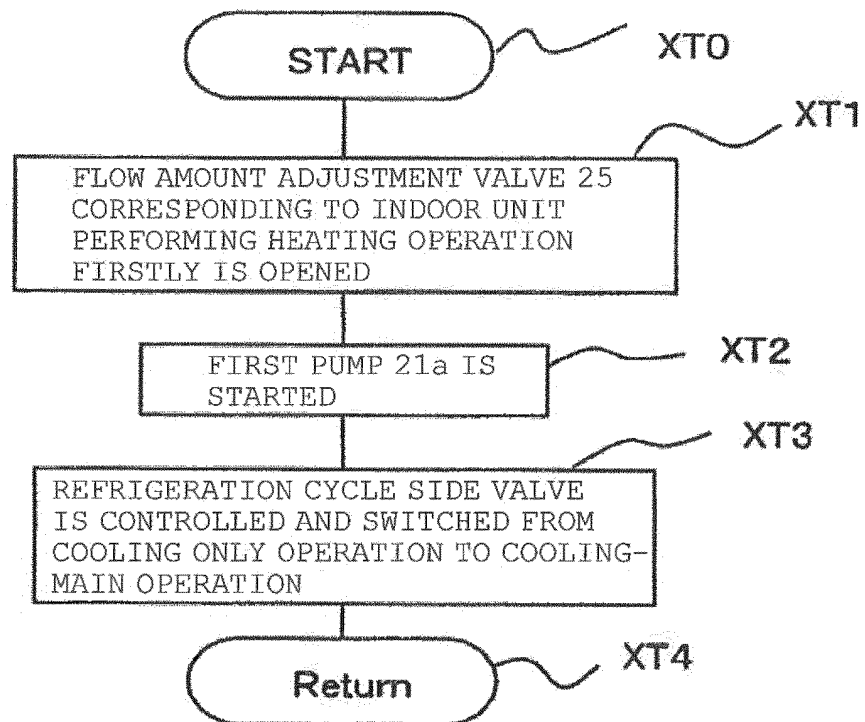 START
XT0
XT1
FLOW AMOUNT ADJUSTMENT VALVE 25
CORRESPONDING TO INDOOR UNIT
PERFORMING HEATING OPERATION
FIRSTLY IS OPENED
XT2
FIRST PUMP 21a IS
STARTED
XT3
REFRIGERATION CYCLE SIDE VALVE
IS CONTROLLED AND SWITCHED FROM
COOLING ONLY OPERATION TO COOLING-
MAIN OPERATION
Return
XT4